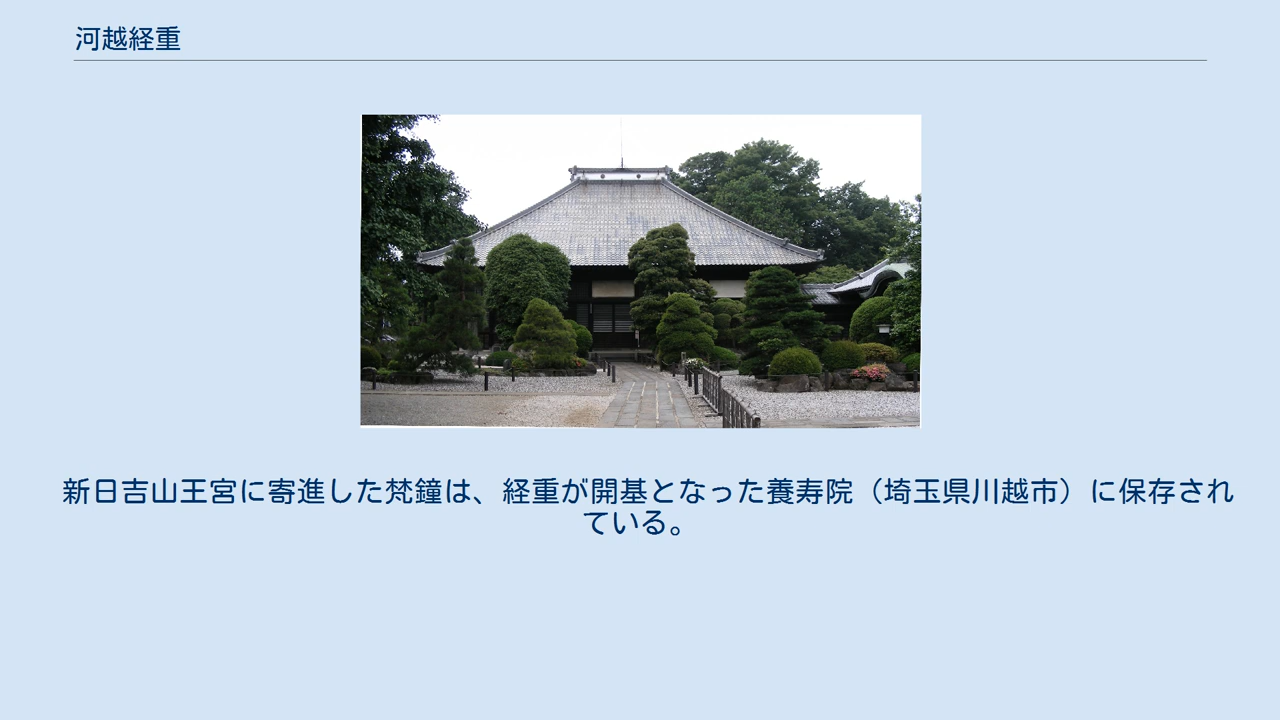 河越経重
新日吉山王宮に寄進した梵鐘は、経重が開基となった養寿院（埼玉県川越市）に保存され
ている。